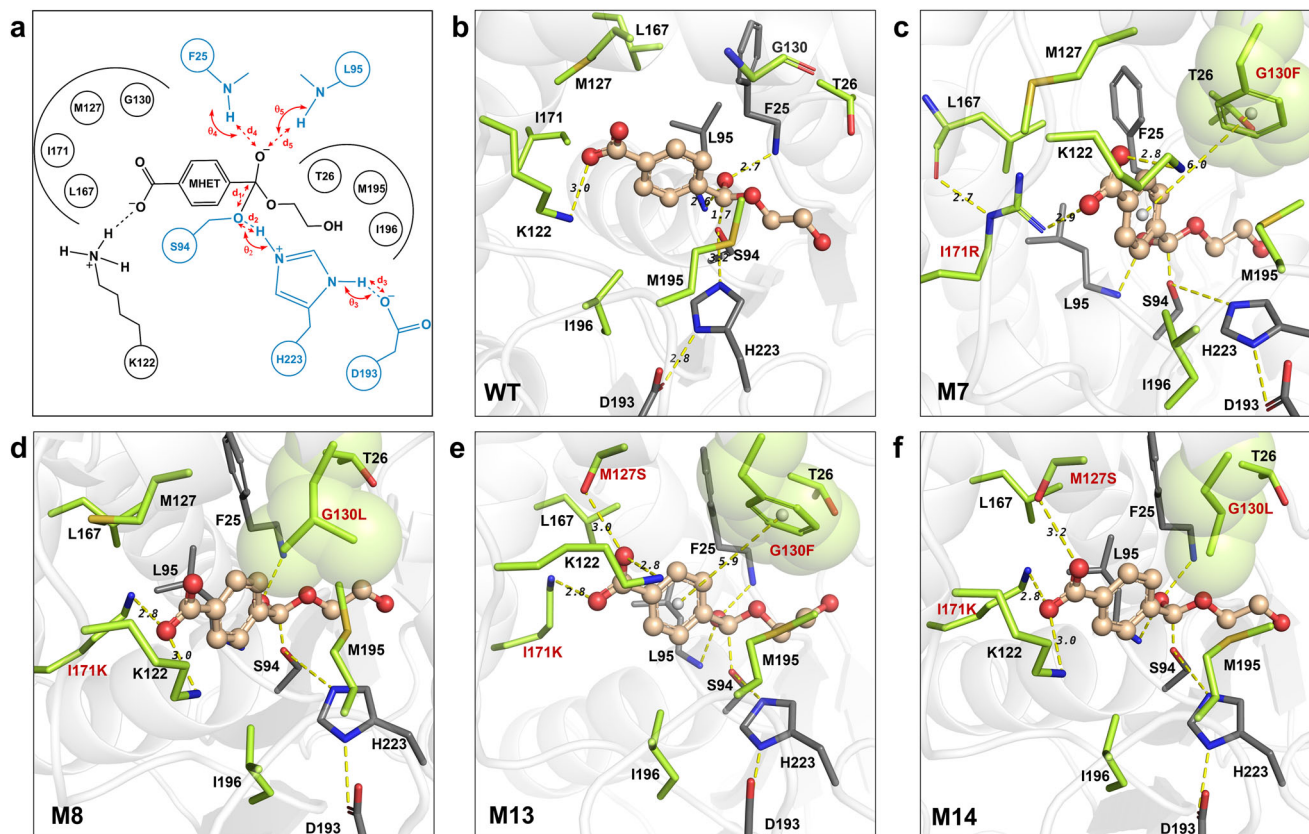 a
F25
L95
N
H
N
H
θ4
d4
θ5
d5
M127
G130
I171
L167
O
O
MHET
O
O
OH
d1
T26
M195
I196
S94
O
d2
H
θ2
N
N
H
d3
θ3
O
O
H
H
N
H
K122
H223
D193
b
L167
G130
M127
T26
F25
I171
L95
2.7
3.0
2.6
1.7
K122
S94
3.2
M195
I196
H223
2.8
D193
WT
c
M127
T26
G130F
L167
F25
K122
2.8
6.0
2.7
2.9
I171R
M195
L95
S94
H223
I196
D193
M7
d
T26
M127
G130L
L167
F25
L95
2.8
3.0
I171K
K122
M195
S94
H223
I196
D193
M8
e
M127S
T26
L167
3.0
F25
G130F
K122
2.8
5.9
2.8
I171K
L95
M195
S94
I196
H223
D193
M13
f
T26
L167
M127S
F25
G130L
3.2
L95
2.8
I171K
K122
3.0
M195
S94
H223
I196
D193
M14